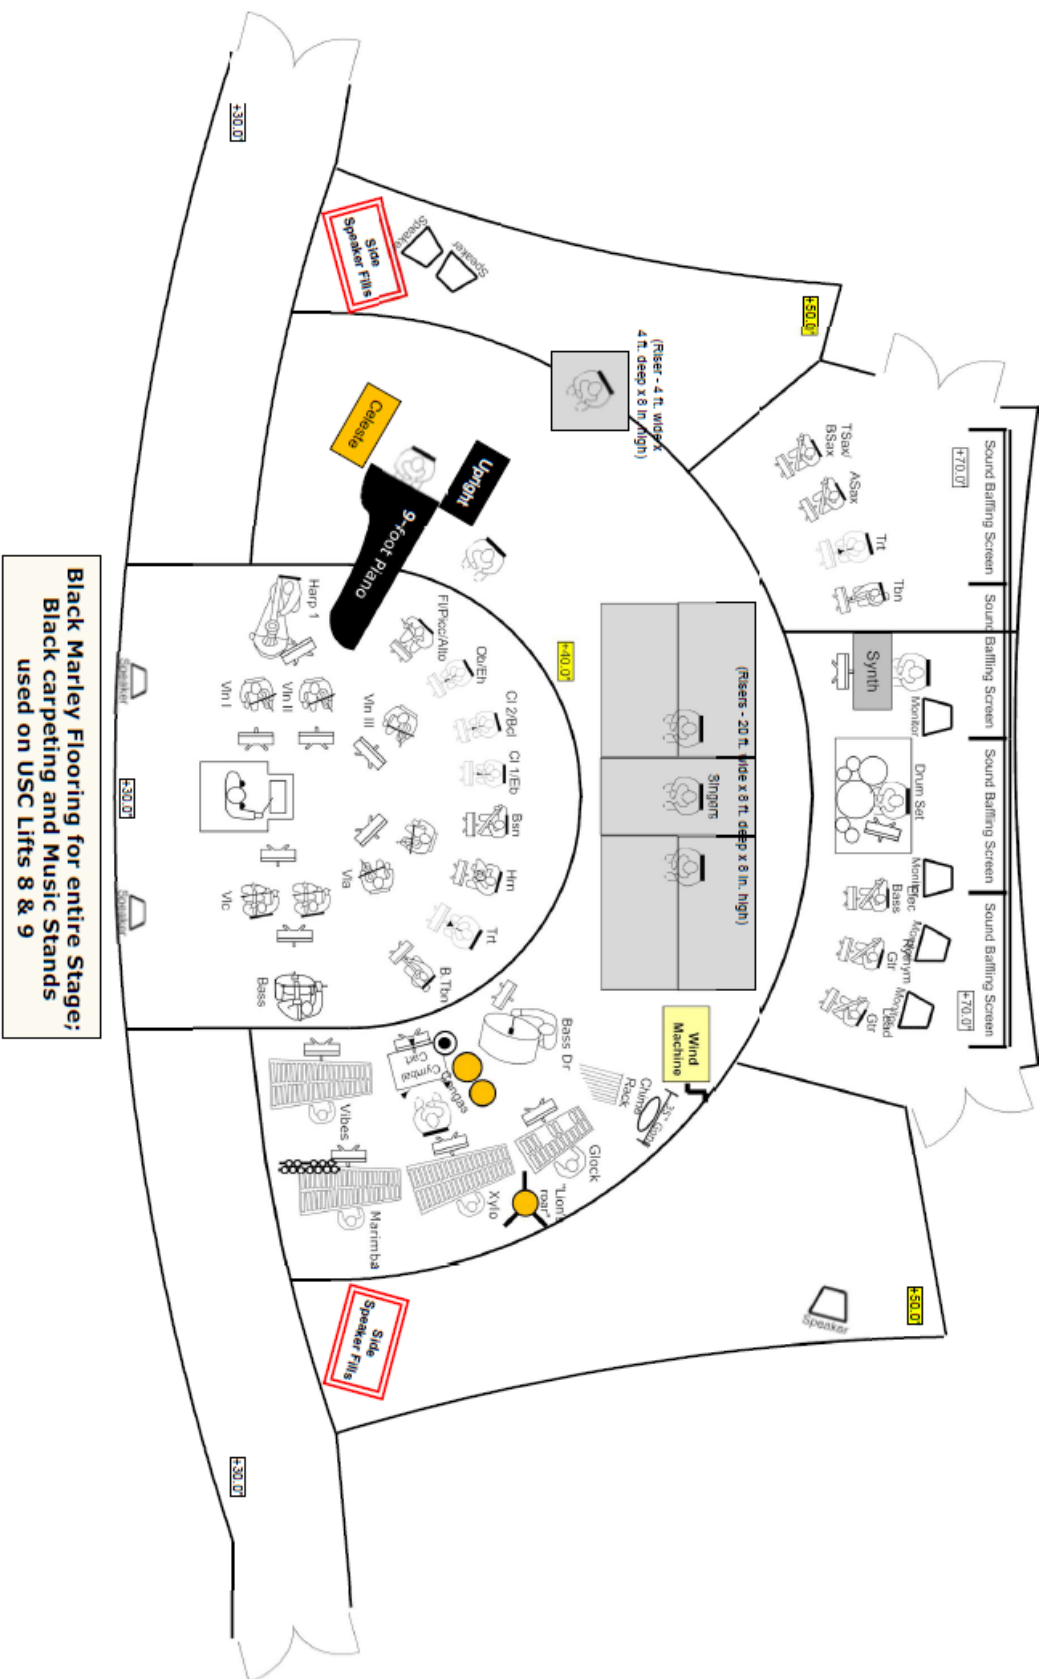 Sound Baffling Screen
Sound Baffling Screen
Sound Baffling Screen
Sound Baffling Screen
+70.0"
+70.0"
TSax/
BSax
ASax
Trt
Tbn
Synth
Monitor
Drum Set
Elec
Bass
Gtr
Lead
Gtr
+50.0"
+50.0"
(Riser - 4 ft. wide x
4 ft. deep x 8 in. high)
(Risers - 20 ft. wide x 8 ft. deep x 8 in. high)
Singers
Wind
Machine
35" Gong
Chime
Rack
Speaker
Speaker
Speaker
Side
Speaker Fills
Side
Speaker Fills
Celeste
Upright
9-foot Piano
+40.0"
Fl/Picc/Alto
Ob/Eh
Cl 2/Bcl
Cl 1/Eb
Bsn
Hrn
Trt
B.Tbn
Bass Dr
Glock
"Lion's
roar"
Congas
Cymbal
Cart
Xylo
Vibes
Marimba
Harp 1
Vln I
Vln II
Vln III
Vla
Vlc
Bass
Speaker
Speaker
+30.0"
+30.0"
+30.0"
Black Marley Flooring for entire Stage;
Black carpeting and Music Stands
used on USC Lifts 8 & 9